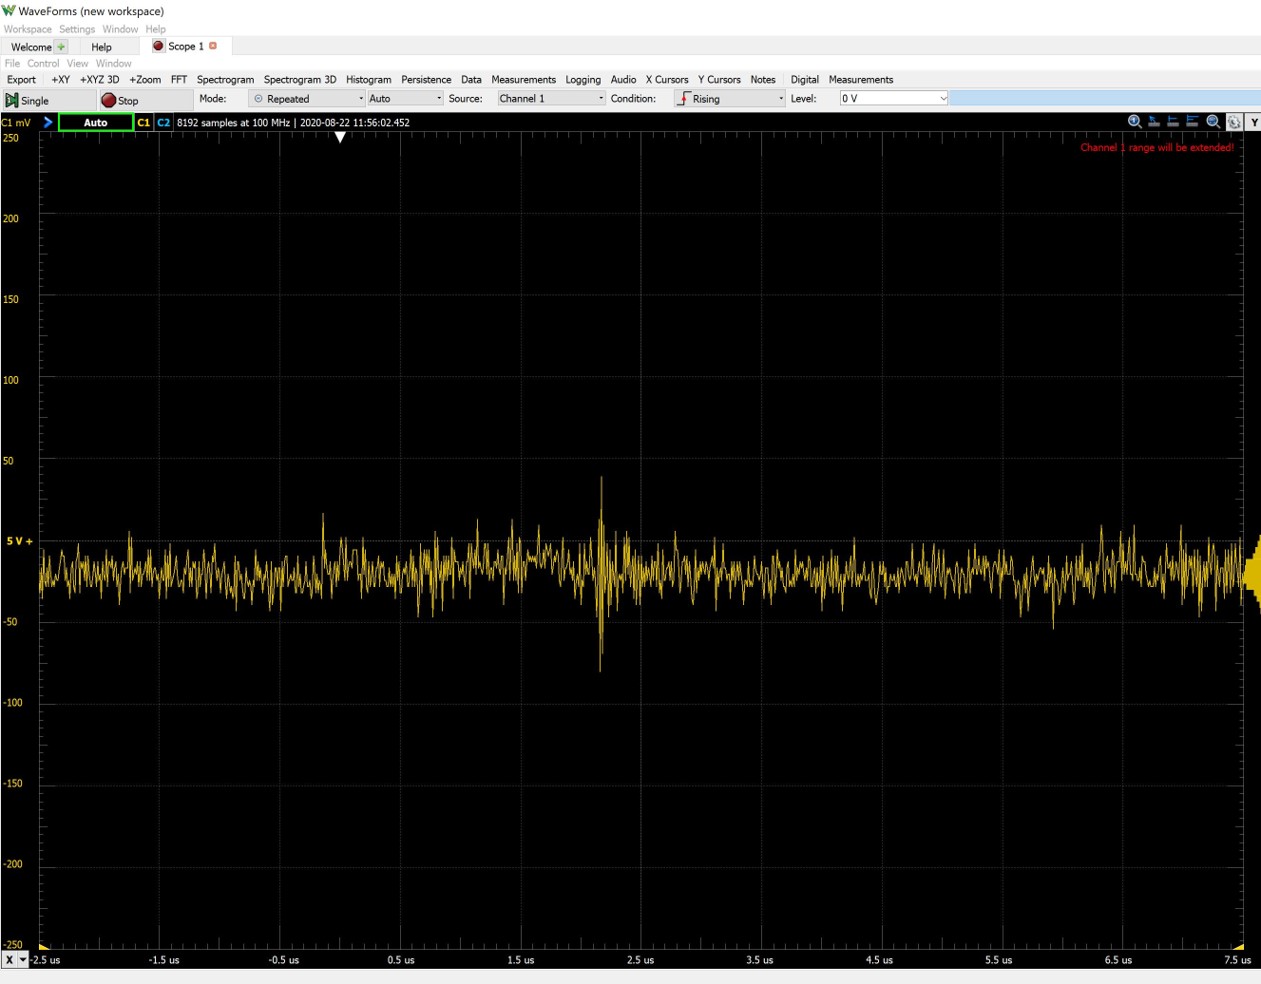 WaveForms (new workspace)
Workspace Settings Window Help
Welcome + Help Scope 1
File Control View Window
Export +XY +XYZ 3D +Zoom FFT Spectrogram Spectrogram 3D Histogram Persistence Data Measurements Logging Audio X Cursors Y Cursors Notes Digital Measurements
Single Stop Mode: Repeated Auto Source: Channel 1 Condition: Rising Level: 0 V
C1 mV Auto C1 C2 8192 samples at 100 MHz | 2020-08-22 11:56:02.452 Y
250
Channel 1 range will be extended!
200
150
100
50
5 V +
-50
-100
-150
-200
-250
X -2.5 us -1.5 us -0.5 us 0.5 us 1.5 us 2.5 us 3.5 us 4.5 us 5.5 us 6.5 us 7.5 us